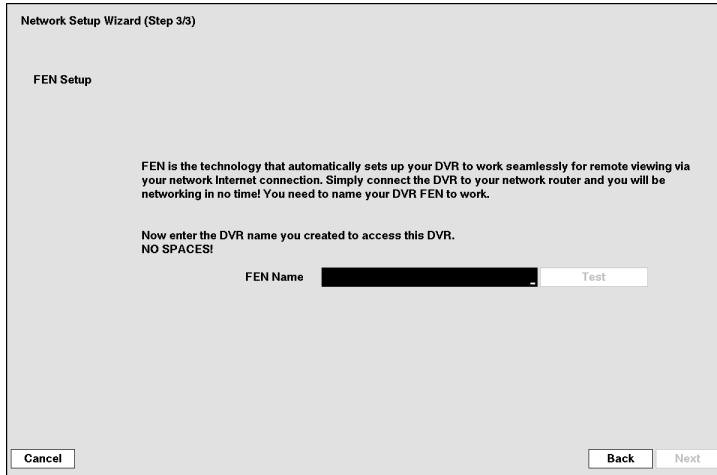 Network Setup Wizard (Step 3/3)
FEN Setup
FEN is the technology that automatically sets up your DVR to work seamlessly for remote viewing via
your network Internet connection. Simply connect the DVR to your network router and you will be
networking in no time! You need to name your DVR FEN to work.
Now enter the DVR name you created to access this DVR.
NO SPACES!
FEN Name
Test
Cancel
Back
Next